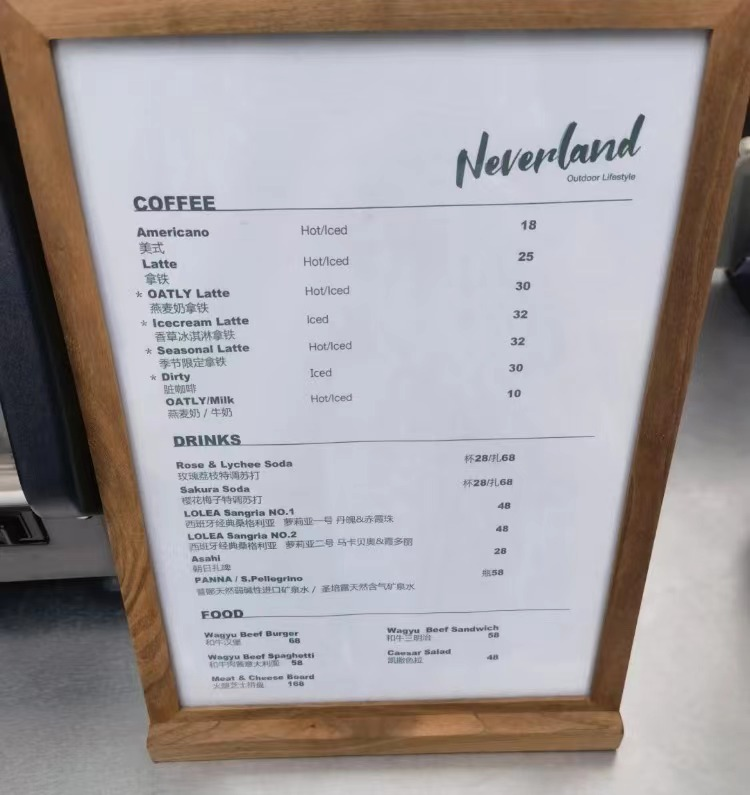 Neverland
Outdoor Lifestyle
COFFEE
Americano Hot/Iced 18
美式
Latte Hot/Iced 25
拿铁
* OATLY Latte Hot/Iced 30
燕麦奶拿铁
* Icecream Latte Iced 32
香草冰淇淋拿铁
* Seasonal Latte Hot/Iced 32
季节限定拿铁
* Dirty Iced 30
脏咖啡
OATLY/Milk Hot/Iced 10
燕麦奶 / 牛奶
DRINKS
Rose & Lychee Soda 杯28/扎68
玫瑰荔枝特调苏打
Sakura Soda 杯28/扎68
樱花梅子特调苏打
LOLEA Sangria NO.1 48
西班牙经典桑格利亚 萝莉亚一号 丹魄&赤霞珠
LOLEA Sangria NO.2 48
西班牙经典桑格利亚 萝莉亚二号 马卡贝奥&霞多丽
Asahi 28
朝日扎啤
PANNA / S.Pellegrino 瓶58
普娜天然弱碱性进口矿泉水 / 圣培露天然含气矿泉水
FOOD
Wagyu Beef Burger
和牛汉堡 68
Wagyu Beef Sandwich
和牛三明治 58
Wagyu Beef Spaghetti
和牛肉酱意大利面 58
Caesar Salad
凯撒色拉 48
Meat & Cheese Board
火腿芝士拼盘 168